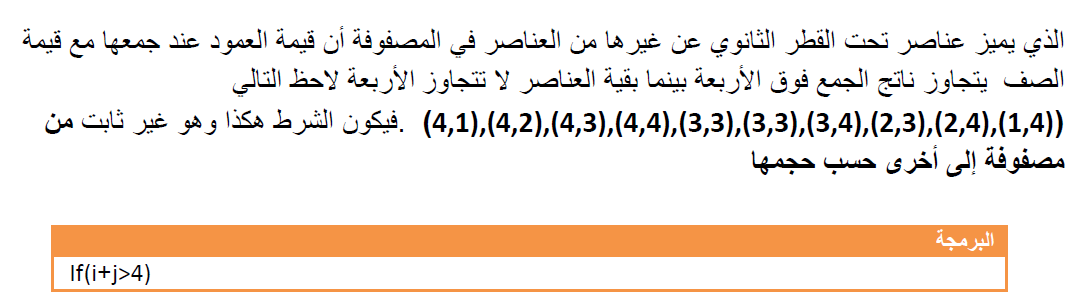 الذي يميز عناصر تحت القطر الثانوي عن غيرها من العناصر في المصفوفة أن قيمة العمود عند جمعها مع قيمة
الصف يتجاوز ناتج الجمع فوق الأربعة بينما بقية العناصر لا تتجاوز الأربعة لاحظ التالي
(4,1),(4,2),(4,3),(4,4),(3,3),(3,3),(3,4),(2,3),(2,4),(1,4)) .فيكون الشرط هكذا وهو غير ثابت من
مصفوفة إلى أخرى حسب حجمها
البرمجة
If(i+j>4)